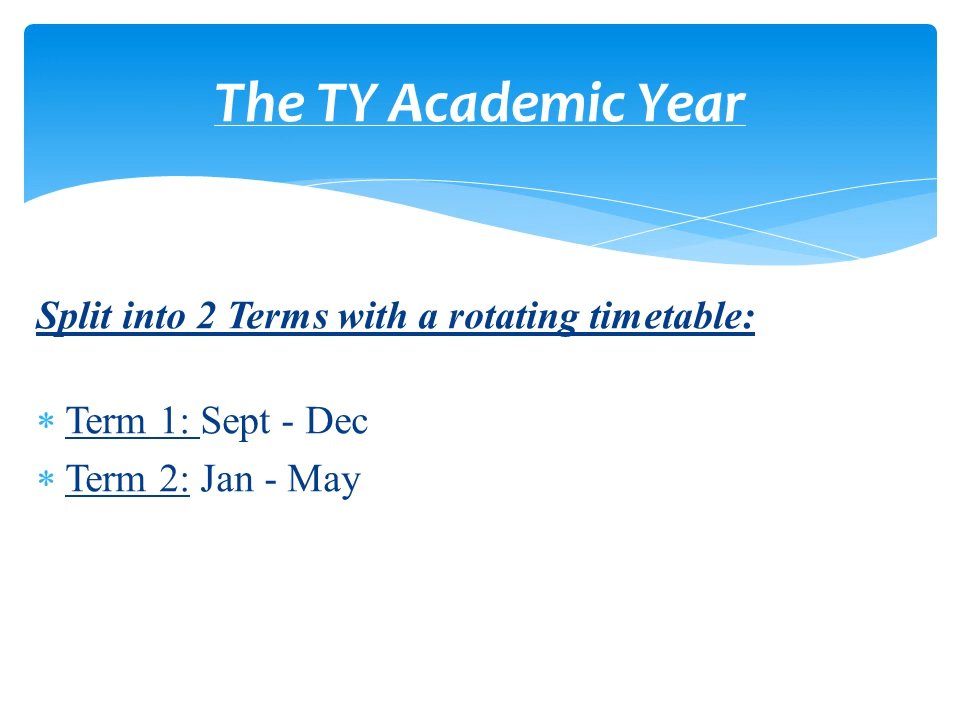 The TY Academic Year
Split into 2 Terms with a rotating timetable:
* Term 1: Sept - Dec
* Term 2: Jan - May